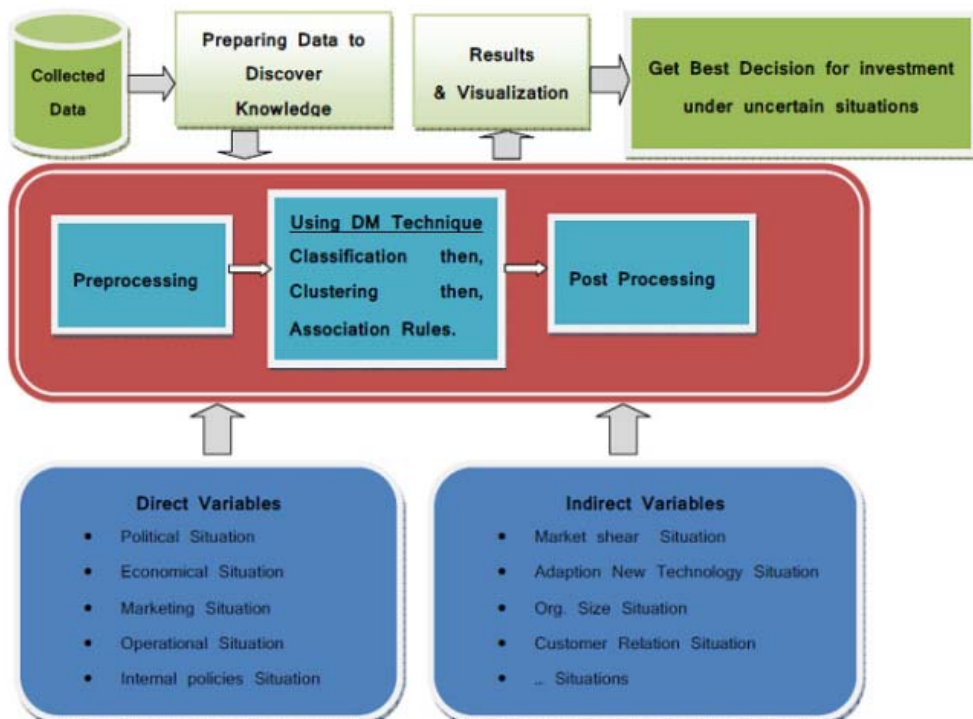 Collected
Data
Preparing Data to
Discover
Knowledge
Results
& Visualization
Get Best Decision for investment
under uncertain situations
Preprocessing
Using DM Technique
Classification then,
Clustering then,
Association Rules.
Post Processing
Direct Variables
• Political Situation
• Economical Situation
• Marketing Situation
• Operational Situation
• Internal policies Situation
Indirect Variables
• Market shear Situation
• Adaption New Technology Situation
• Org. Size Situation
• Customer Relation Situation
• .. Situations